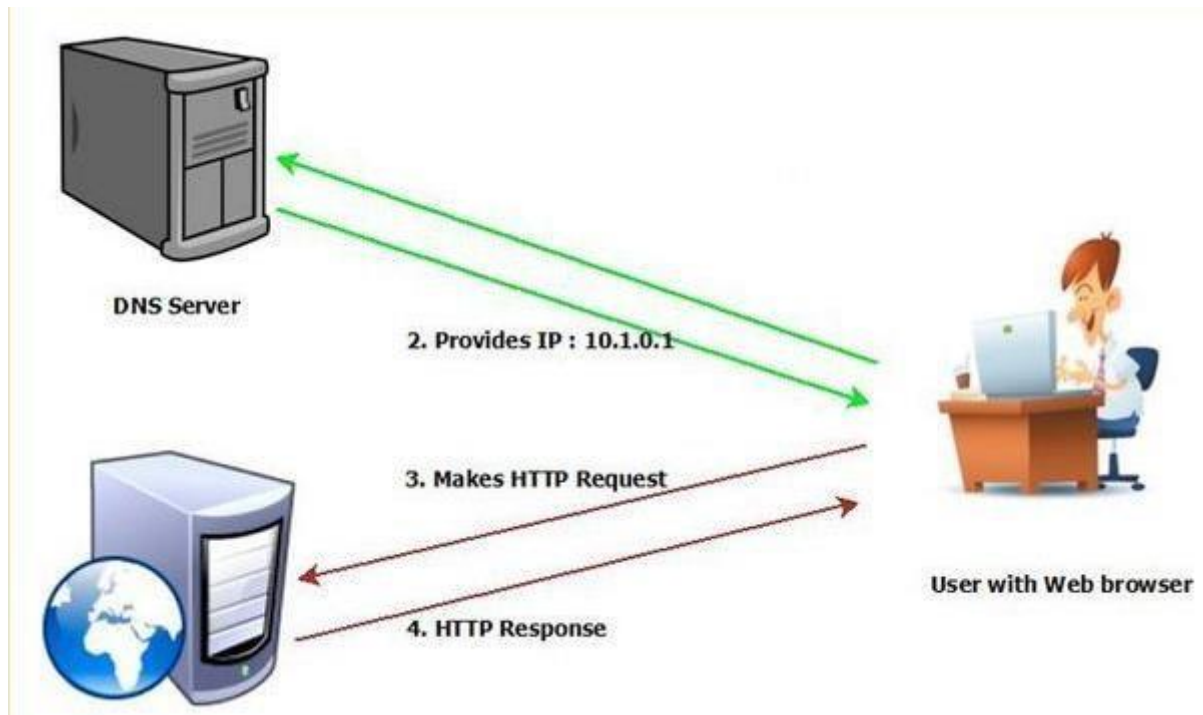 DNS Server
2. Provides IP : 10.1.0.1
3. Makes HTTP Request
User with Web browser
4. HTTP Response